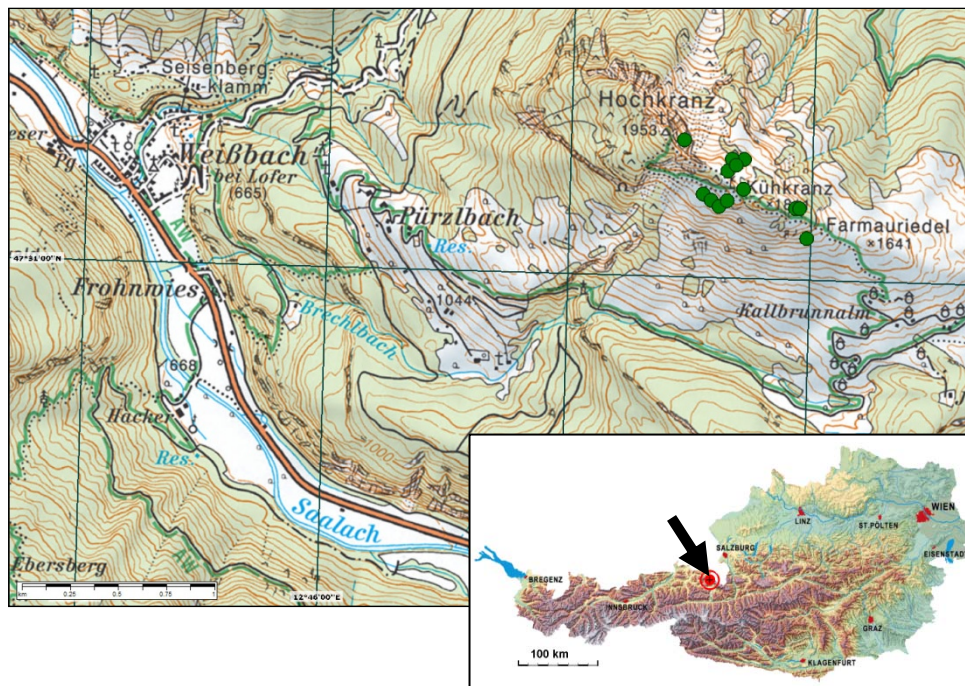 Seisenberg
klamm
Hochkranz
1953
Weißbach
bei Lofer
(665)
Kühkranz
Pürzlbach
Farmauriedel
1641
Res.
47°31'00"N
AW
Frohnwies
1044
Kallbrunnalm
Brechlbach
668
Hacker
1000
Res.
Saalach
Ebersberg
AW
km 0.25 0.5 0.75 1
12°46'00"E
WIEN
LINZ
ST.PÖLTEN
SALZBURG
EISENSTADT
BREGENZ
INNSBRUCK
GRAZ
KLAGENFURT
100 km